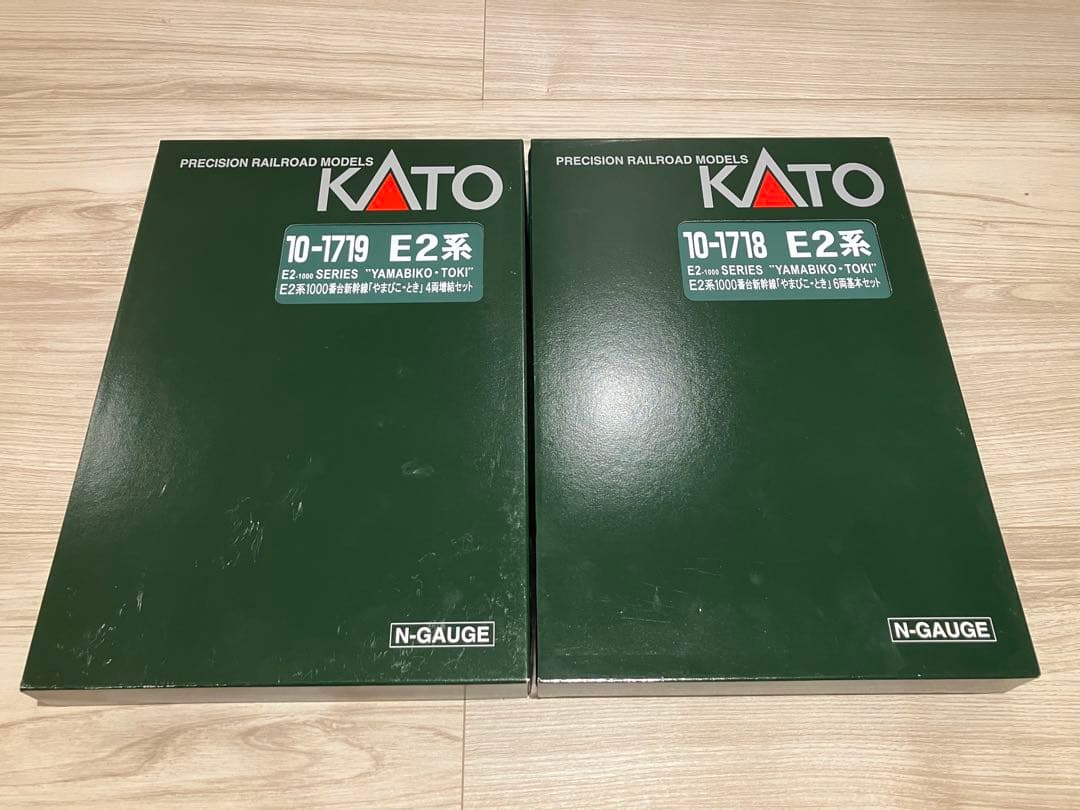 PRECISION RAILROAD MODELS
KATO
10-1719 E2系
E2-1000 SERIES "YAMABIKO・TOKI"
E2系1000番台新幹線「やまびこ・とき」4両増結セット
N-GAUGE
PRECISION RAILROAD MODELS
KATO
10-1718 E2系
E2-1000 SERIES "YAMABIKO・TOKI"
E2系1000番台新幹線「やまびこ・とき」6両基本セット
N-GAUGE